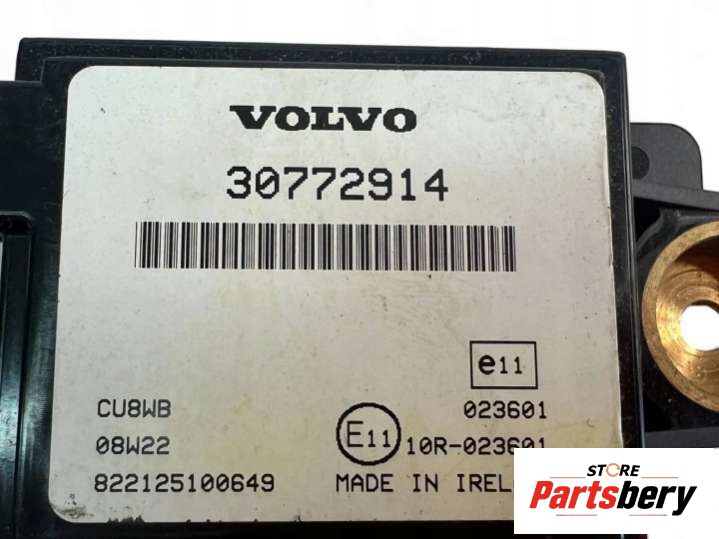 VOLVO
30772914
e11
CU8WB 023601
08W22 E11 10R-023601
822125100649 MADE IN IREL
STORE
Partsbery